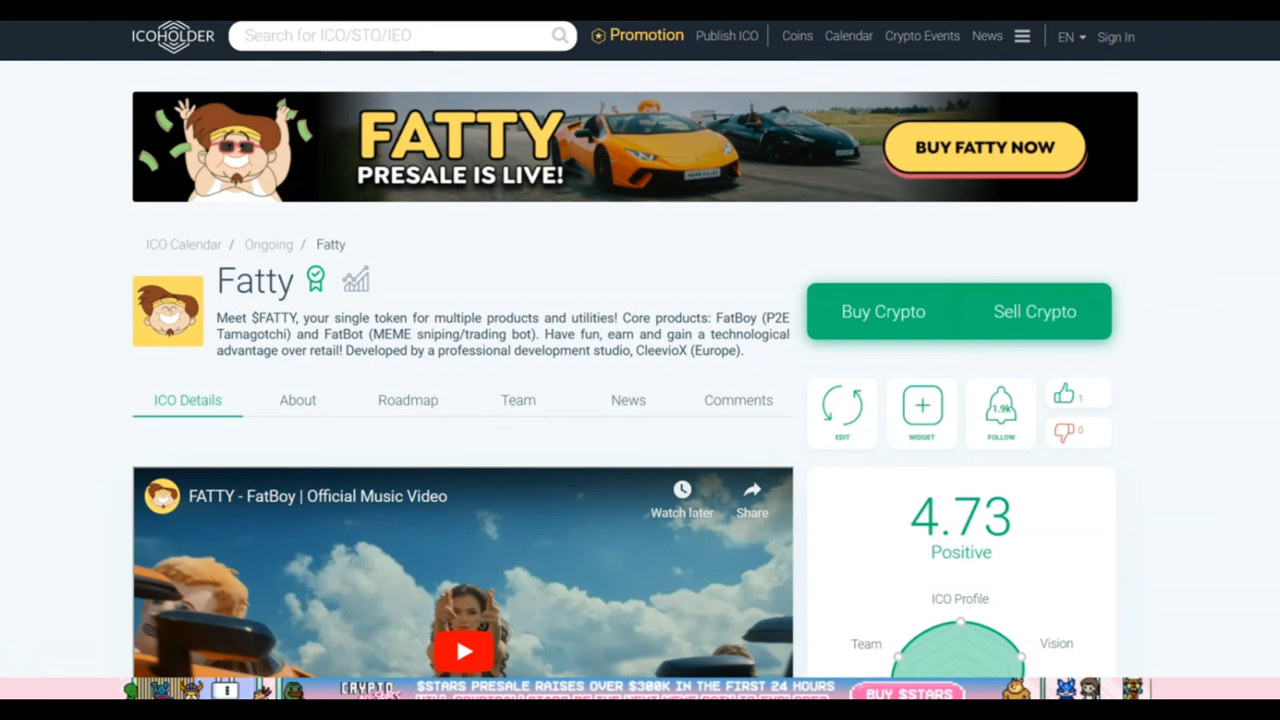 ICOHOLDER
Search for ICO/STO/IEO
Promotion
Publish ICO
Coins
Calendar
Crypto Events
News
EN
Sign In
FATTY
PRESALE IS LIVE!
MEME KILLER
BUY FATTY NOW
ICO Calendar / Ongoing / Fatty
Fatty
Meet $FATTY, your single token for multiple products and utilities! Core products: FatBoy (P2E
Tamagotchi) and FatBot (MEME sniping/trading bot). Have fun, earn and gain a technological
advantage over retail! Developed by a professional development studio, CleevioX (Europe).
Buy Crypto
Sell Crypto
ICO Details
About
Roadmap
Team
News
Comments
EDIT
WIDGET
1.9k
FOLLOW
1
0
FATTY - FatBoy | Official Music Video
Watch later
Share
4.73
Positive
ICO Profile
Team
Vision
CRYPTO
$STARS PRESALE RAISES OVER $300K IN THE FIRST 24 HOURS
BUY $STARS